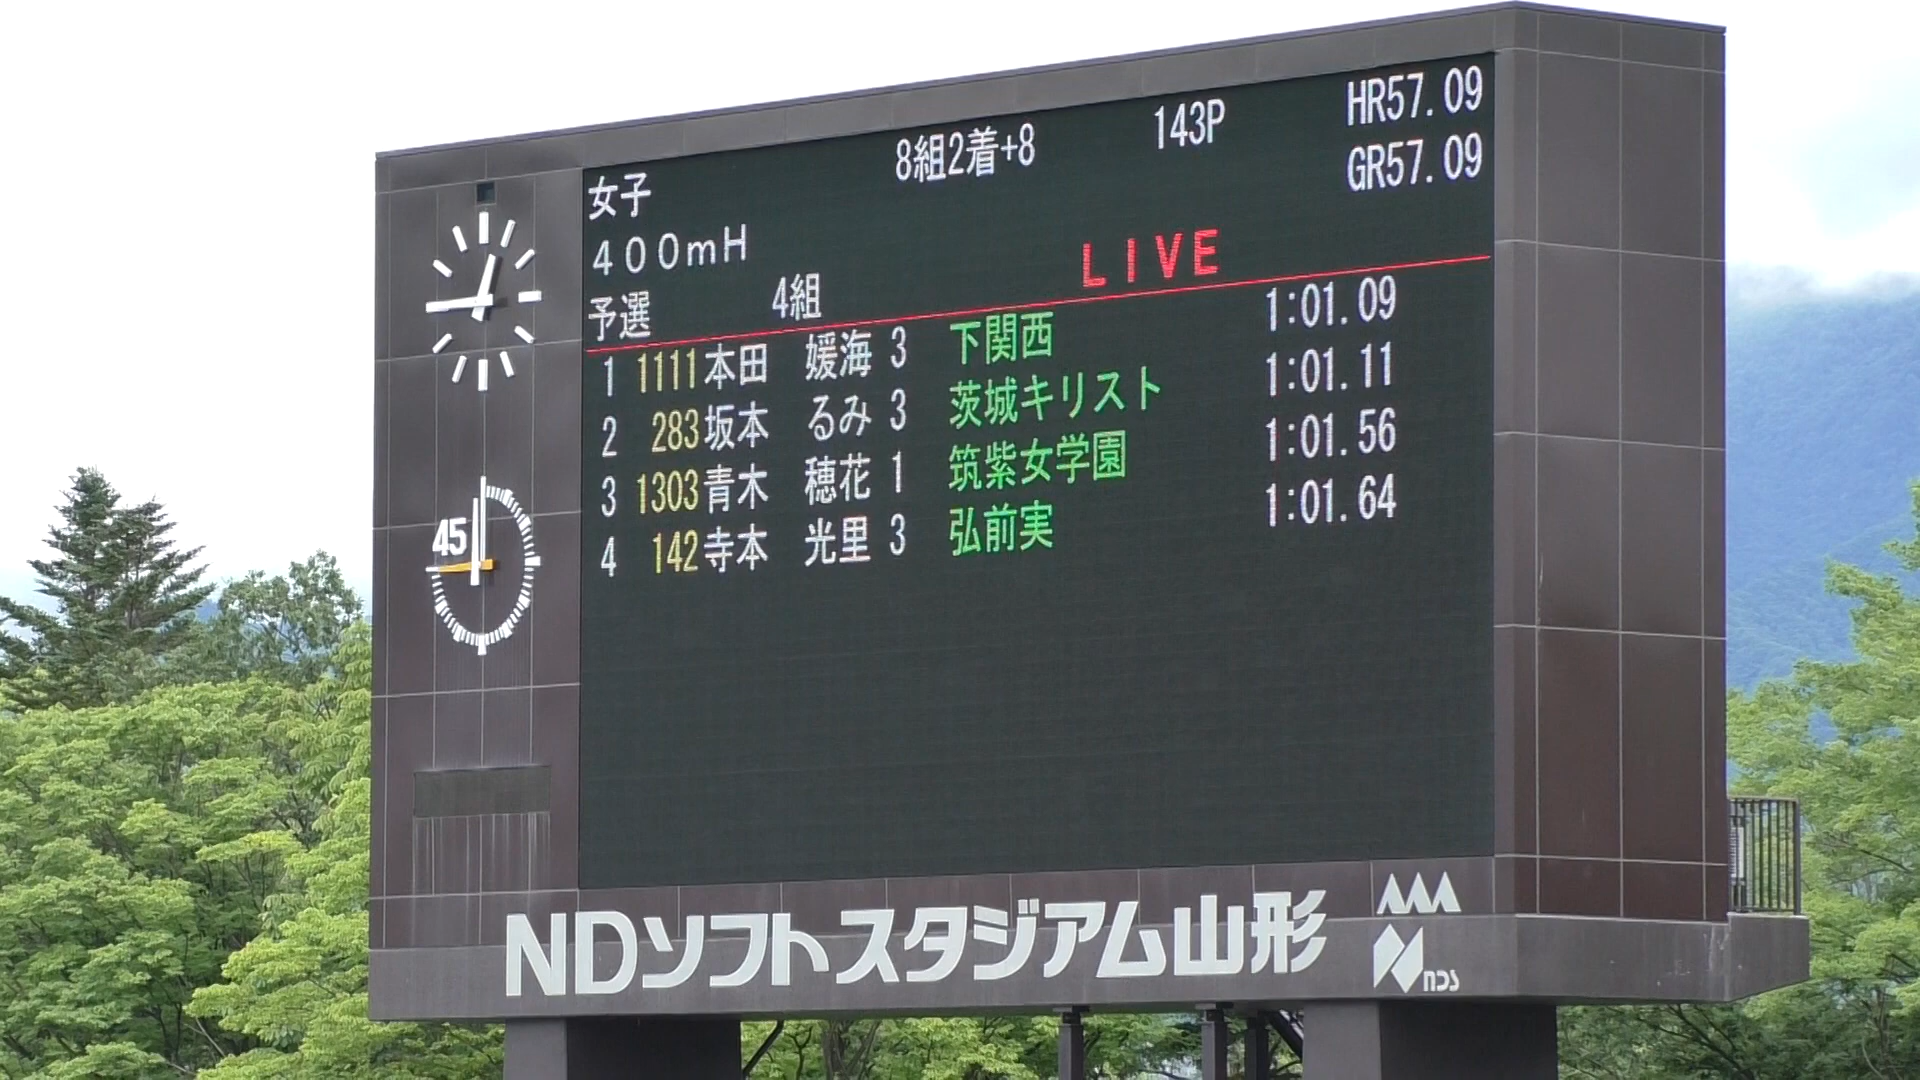 8組2着+8 143P HR57.09
女子 GR57.09
400mH LIVE
予選 4組
1 1111 本田 媛海 3 下関西 1:01.09
2 283 坂本 るみ 3 茨城キリスト 1:01.11
3 1303 青木 穂花 1 筑紫女学園 1:01.56
4 142 寺本 光里 3 弘前実 1:01.64
45
NDソフトスタジアム山形
NDS